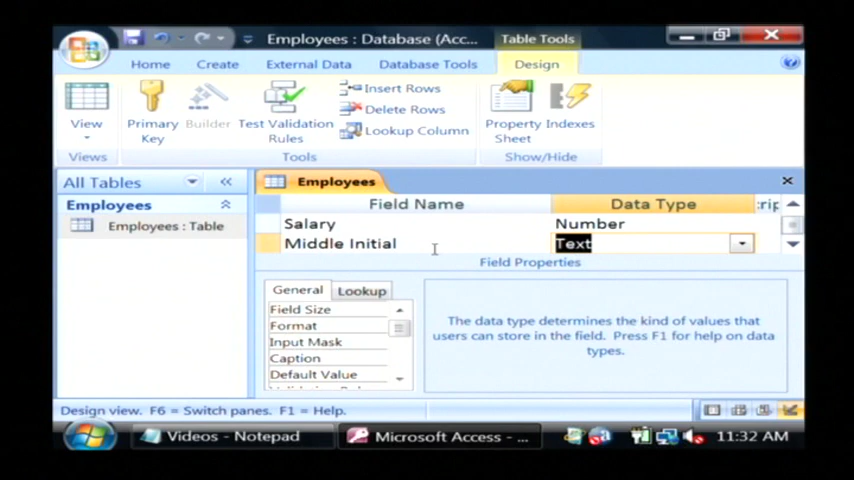 Employees : Database (Acc...
Table Tools
Home
Create
External Data
Database Tools
Design
View
Primary Key
Builder
Test Validation Rules
Insert Rows
Delete Rows
Lookup Column
Property Sheet
Indexes
Views
Tools
Show/Hide
All Tables
Employees
Employees
Employees : Table
Field Name
Data Type
Salary
Number
Middle Initial
Text
Field Properties
General
Lookup
Field Size
Format
Input Mask
Caption
Default Value
The data type determines the kind of values that
users can store in the field. Press F1 for help on data
types.
Design view. F6 = Switch panes. F1 = Help.
Videos - Notepad
Microsoft Access - ...
11:32 AM